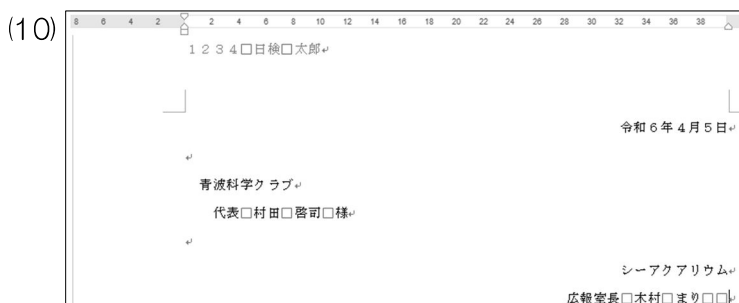 (10)
8 6 4 2 2 4 6 8 10 12 14 16 18 20 22 24 26 28 30 32 34 36 38
1234□日検□太郎↵
令和6年4月5日↵
↵
青波科学クラブ↵
代表□村田□啓司□様↵
↵
シーアクアリウム↵
広報室長□木村□まり□□↵